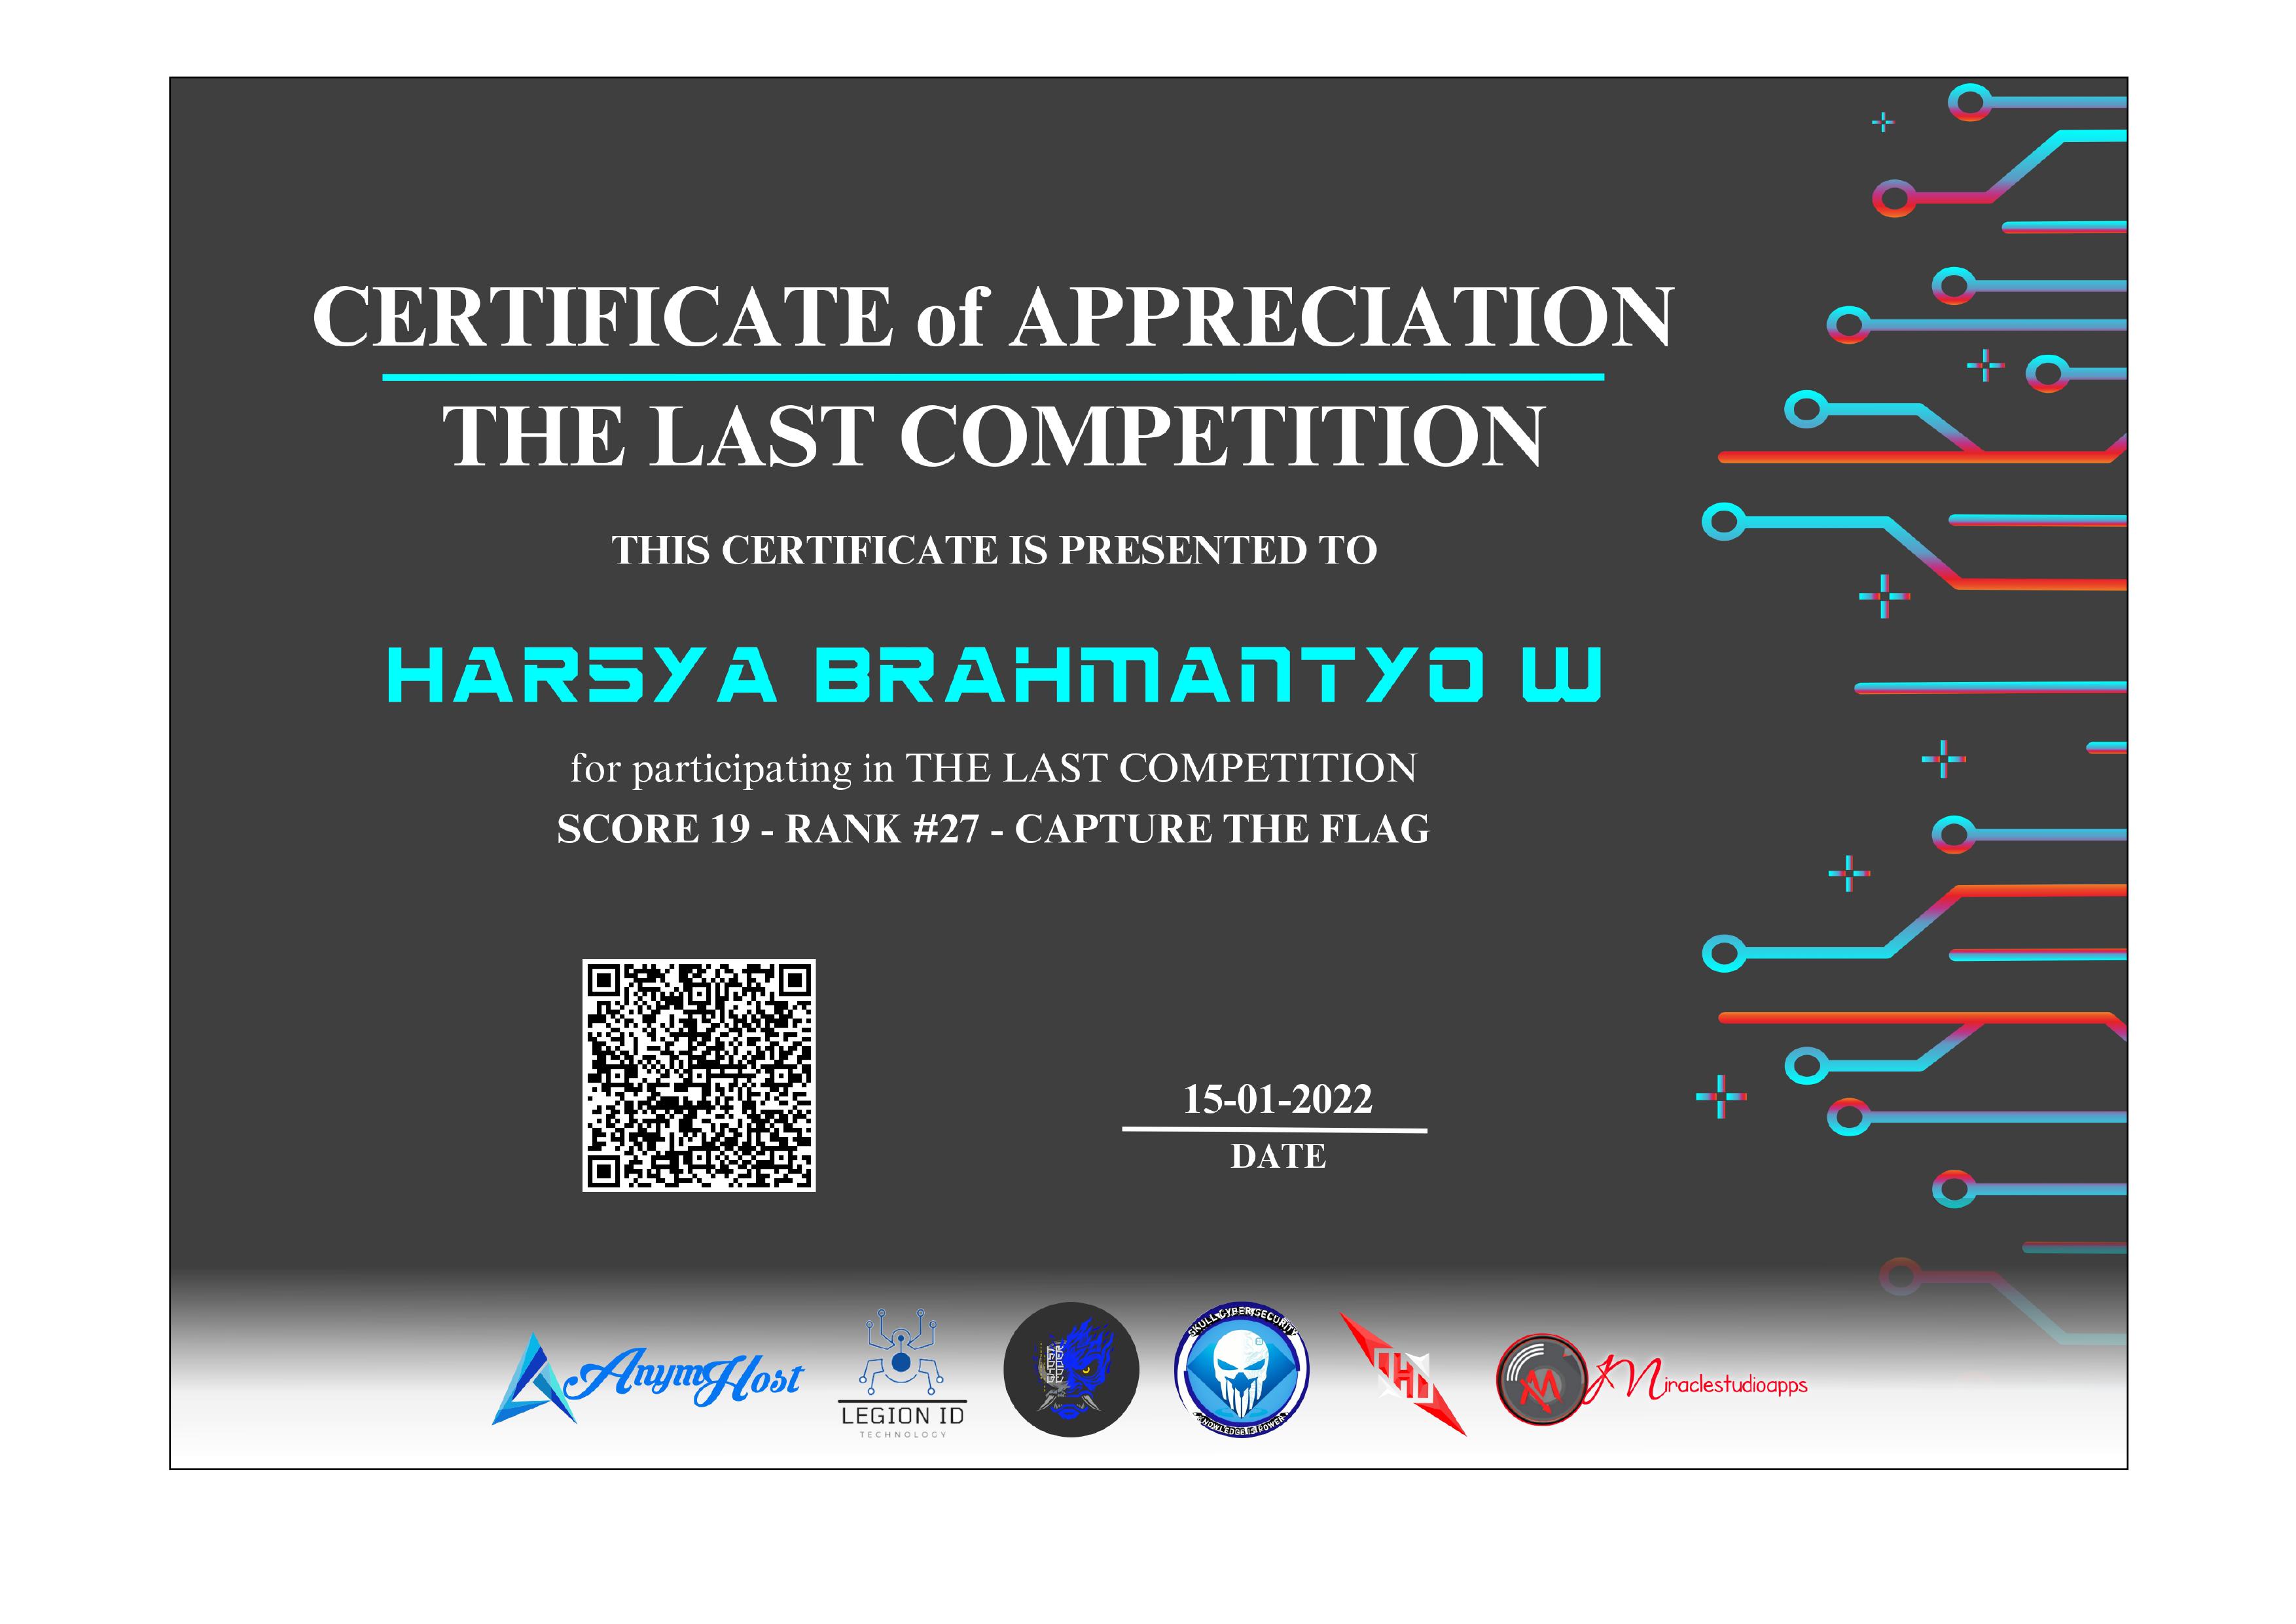 CERTIFICATE of APPRECIATION
THE LAST COMPETITION
THIS CERTIFICATE IS PRESENTED TO
HARSYA BRAHMANTYO W
for participating in THE LAST COMPETITION
SCORE 19 - RANK #27 - CAPTURE THE FLAG
15-01-2022
DATE
AnymHost
LEGION ID
TECHNOLOGY
GHOST
SKULL CYBER SECURITY
KNOWLEDGE IS POWER
Miraclestudioapps